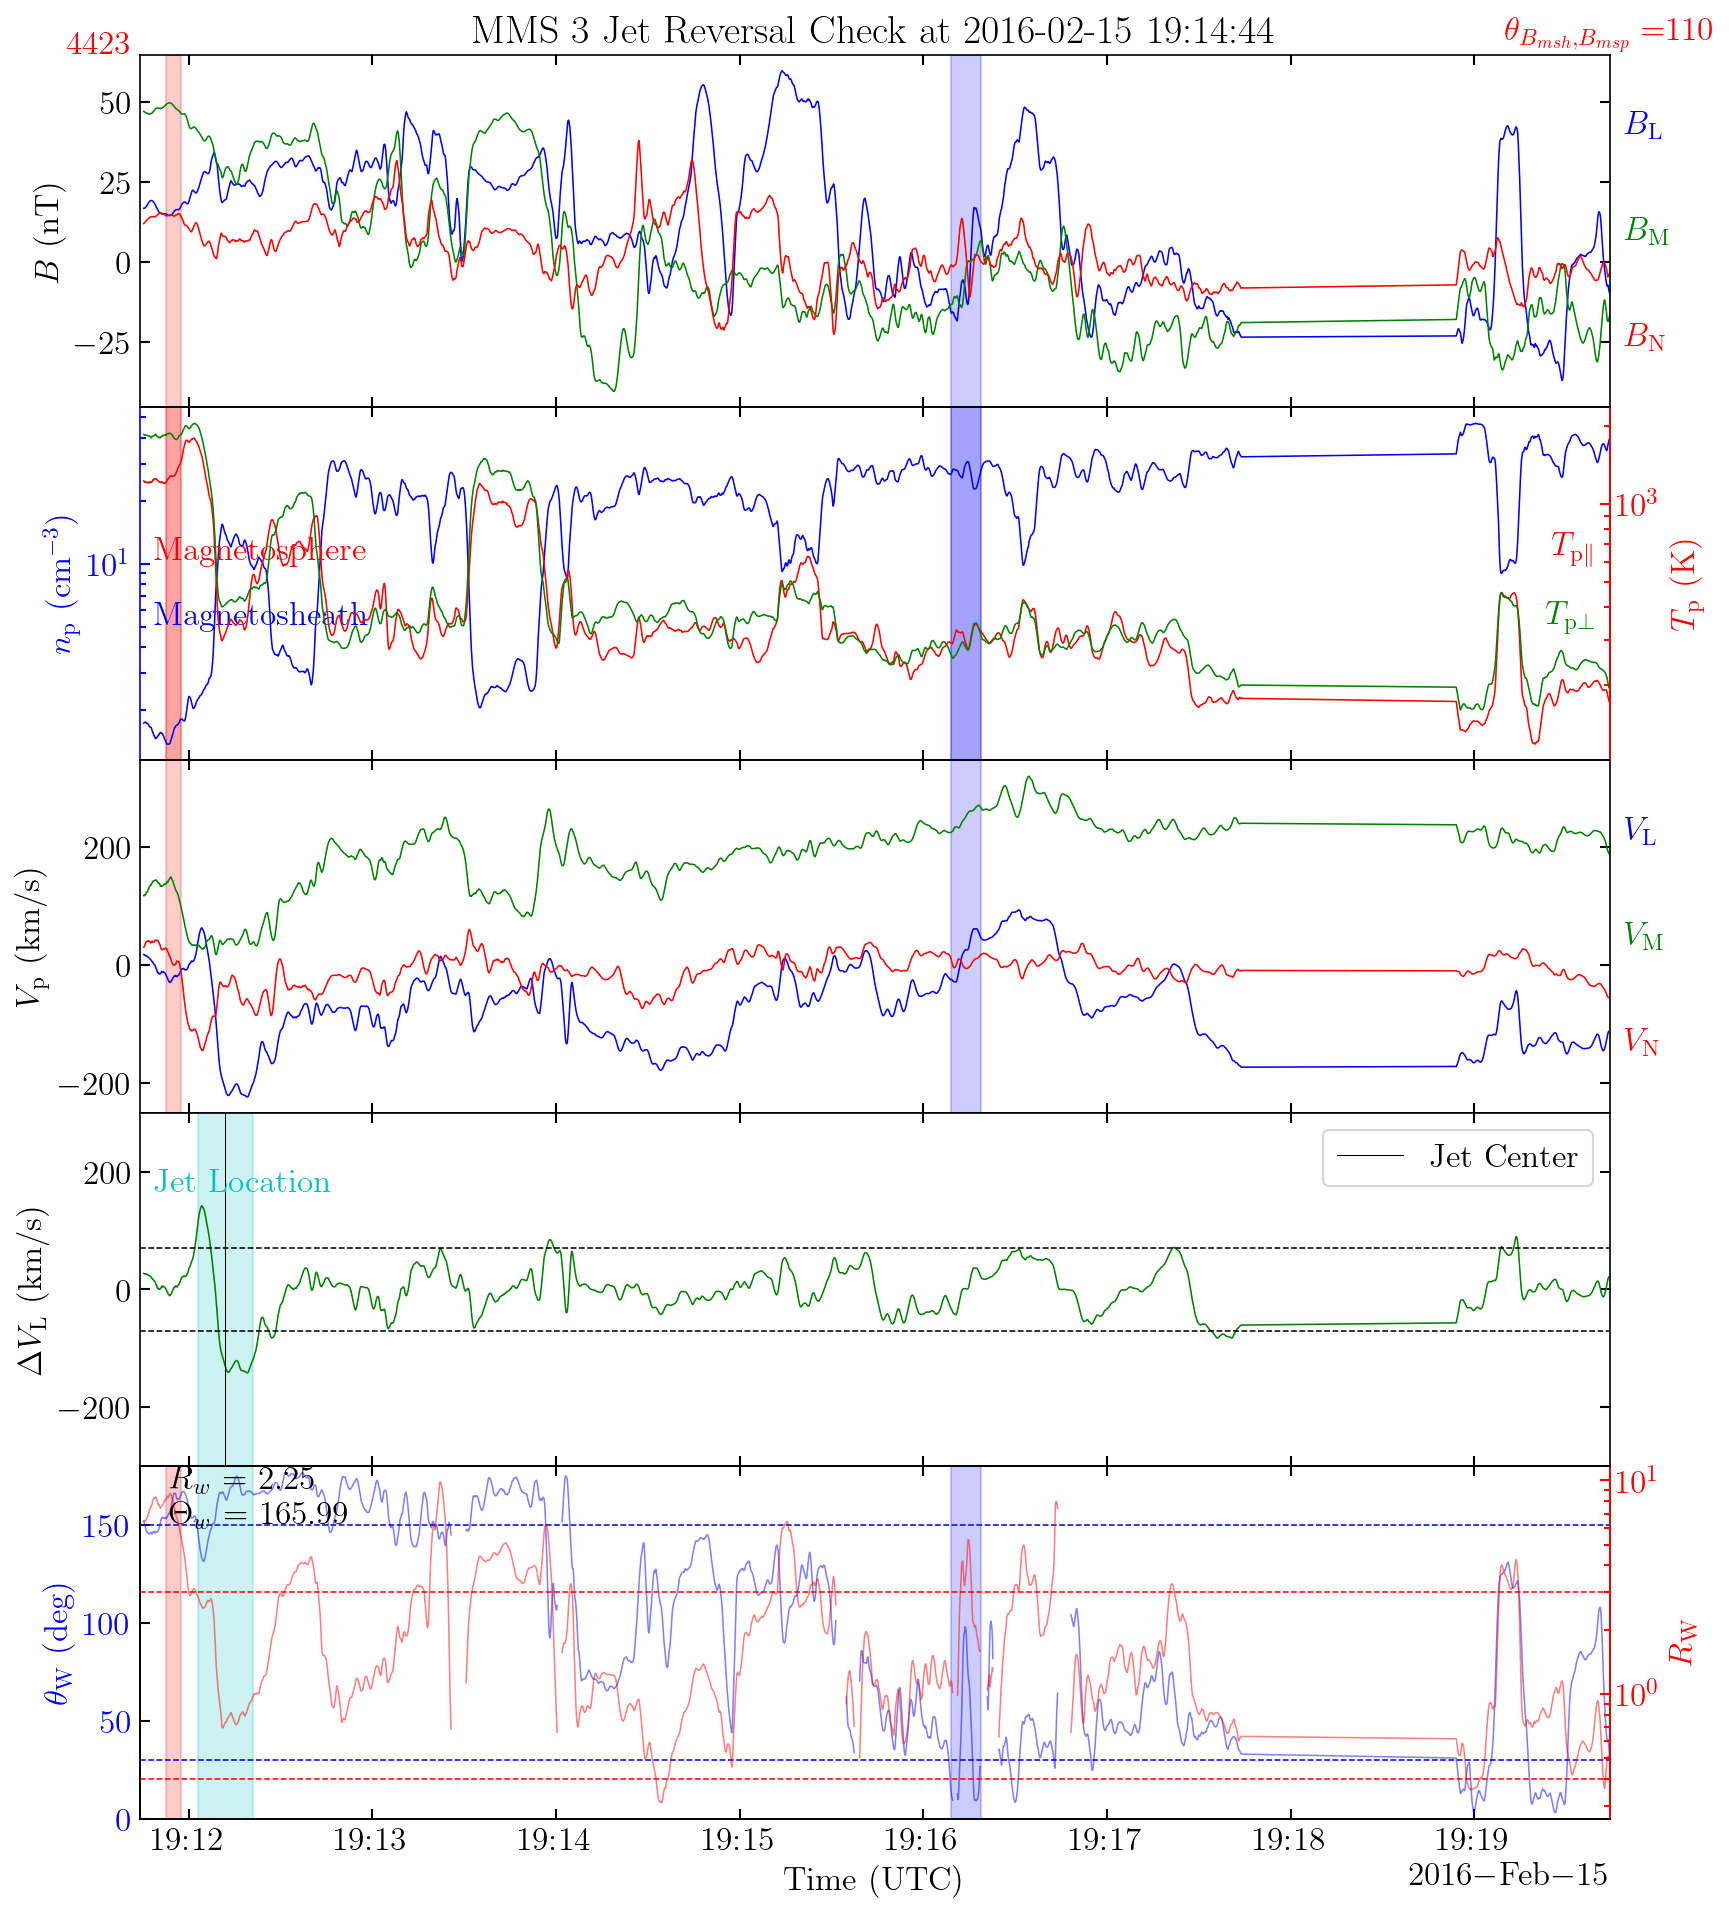 MMS 3 Jet Reversal Check at 2016-02-15 19:14:44
4423
θ_{B_{msh},B_{msp}} =110
B (nT)
50
25
0
−25
B_L
B_M
B_N
n_p (cm^{−3})
10^1
Magnetosphere
Magnetosheath
10^3
T_{p∥}
T_{p⊥}
T_p (K)
V_p (km/s)
200
0
−200
V_L
V_M
V_N
ΔV_L (km/s)
200
0
−200
Jet Location
Jet Center
R_w = 2.25
Θ_w = 165.99
θ_W (deg)
150
100
50
0
10^1
10^0
R_W
19:12 19:13 19:14 19:15 19:16 19:17 19:18 19:19
Time (UTC)
2016−Feb−15